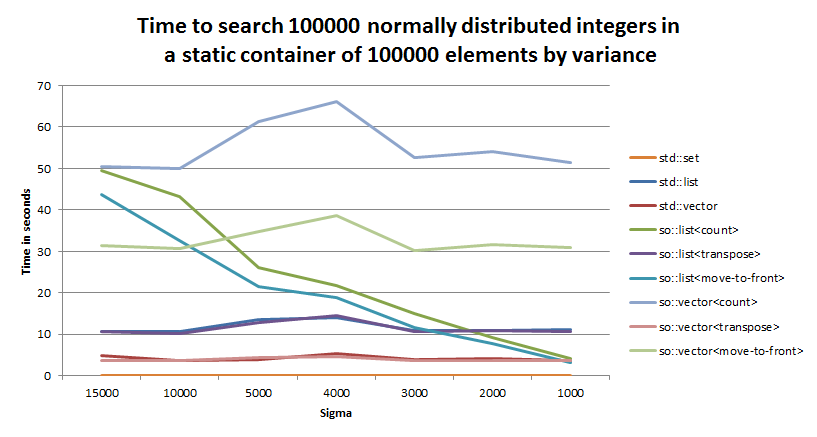 Time to search 100000 normally distributed integers in
a static container of 100000 elements by variance
70
60
50
40
30
20
10
0
Time in seconds
15000 10000 5000 4000 3000 2000 1000
Sigma
std::set
std::list
std::vector
so::list<count>
so::list<transpose>
so::list<move-to-front>
so::vector<count>
so::vector<transpose>
so::vector<move-to-front>